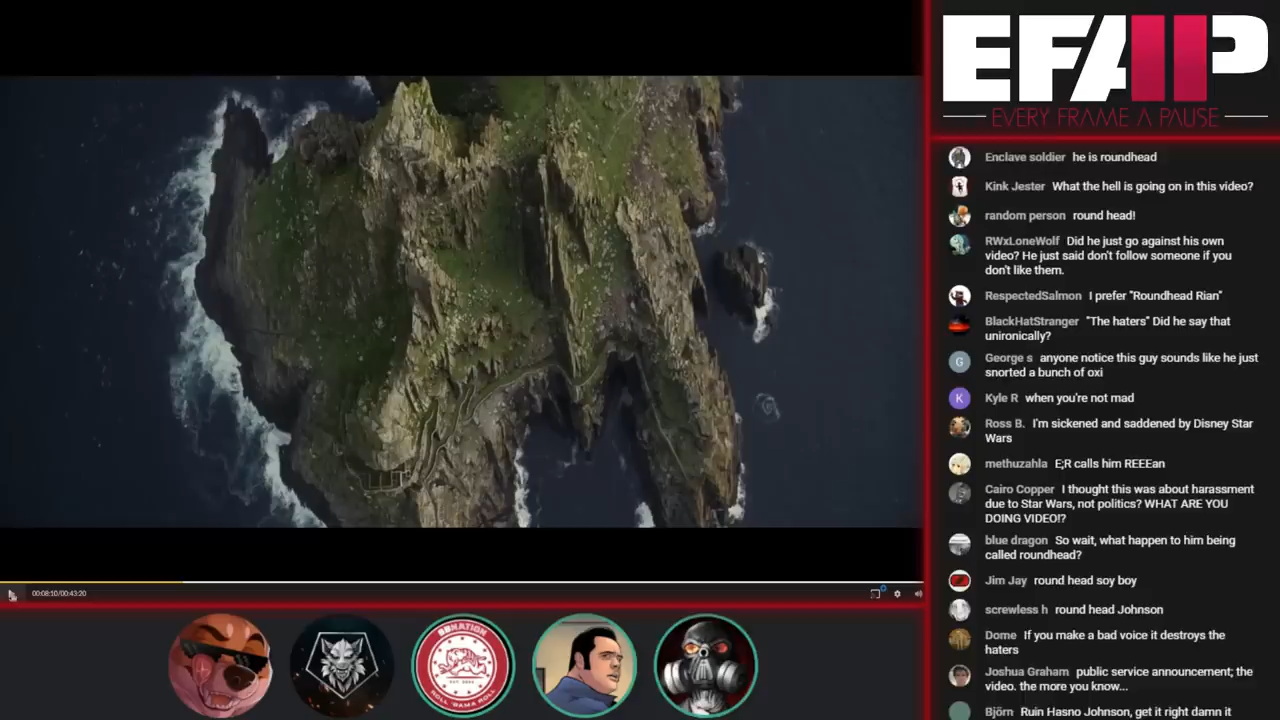 EFAP
EVERY FRAME A PAUSE
Enclave soldier he is roundhead
Kink Jester What the hell is going on in this video?
random person round head!
RWxLoneWolf Did he just go against his own
video? He just said don't follow someone if you
don't like them.
RespectedSalmon I prefer "Roundhead Rian"
BlackHatStranger "The haters" Did he say that
unironically?
G
George s anyone notice this guy sounds like he just
snorted a bunch of oxi
K
Kyle R when you're not mad
Ross B. I'm sickened and saddened by Disney Star
Wars
methuzahla E;R calls him REEEan
Cairo Copper I thought this was about harassment
due to Star Wars, not politics? WHAT ARE YOU
DOING VIDEO!?
blue dragon So wait, what happen to him being
called roundhead?
Jim Jay round head soy boy
screwless h round head Johnson
Dome If you make a bad voice it destroys the
haters
Joshua Graham public service announcement; the
video. the more you know...
Björn Ruin Hasno Johnson, get it right damn it
00:08:10/00:43:20
NATION
ROLL 'BAMA ROLL